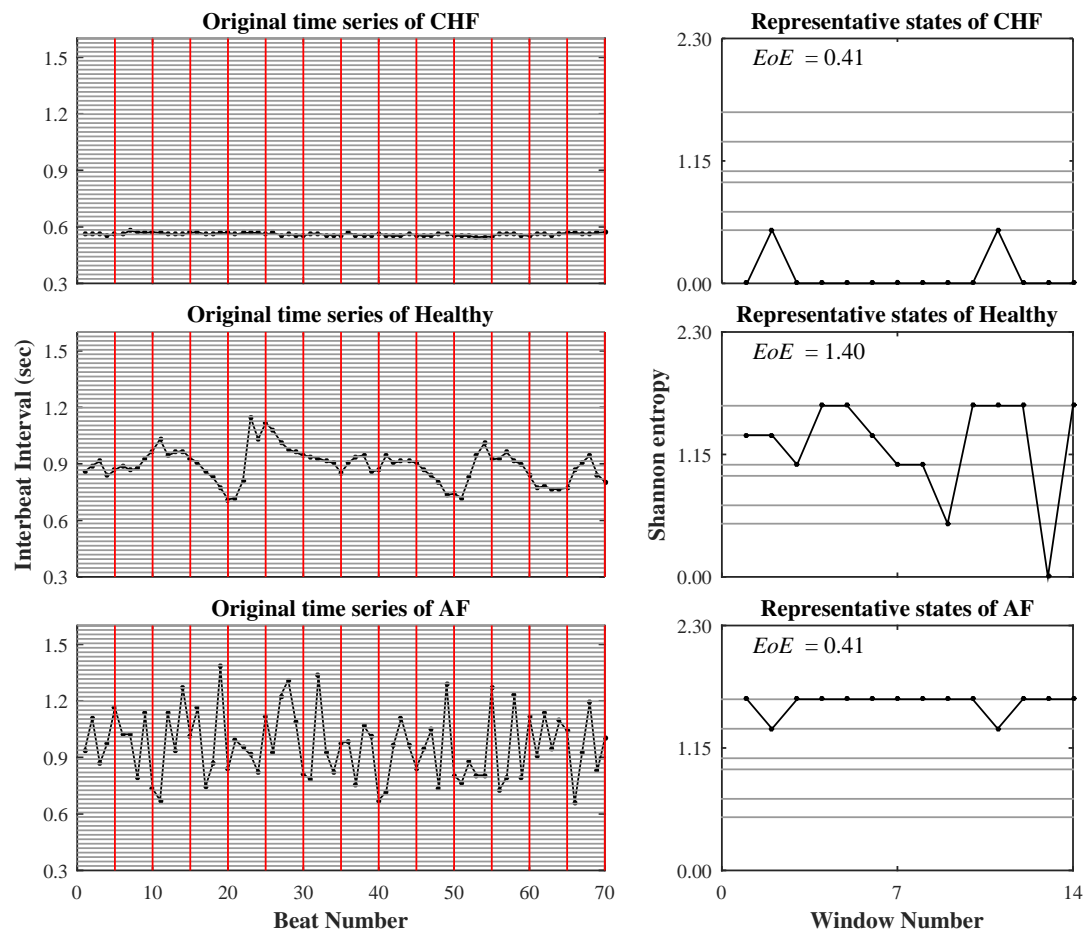 Original time series of CHF
1.5
1.2
0.9
0.6
0.3
Representative states of CHF
2.30
EoE = 0.41
1.15
0.00
Original time series of Healthy
1.5
1.2
0.9
0.6
0.3
Interbeat Interval (sec)
Representative states of Healthy
2.30
EoE = 1.40
1.15
0.00
Shannon entropy
Original time series of AF
1.5
1.2
0.9
0.6
0.3
0 10 20 30 40 50 60 70
Beat Number
Representative states of AF
2.30
EoE = 0.41
1.15
0.00
0 7 14
Window Number